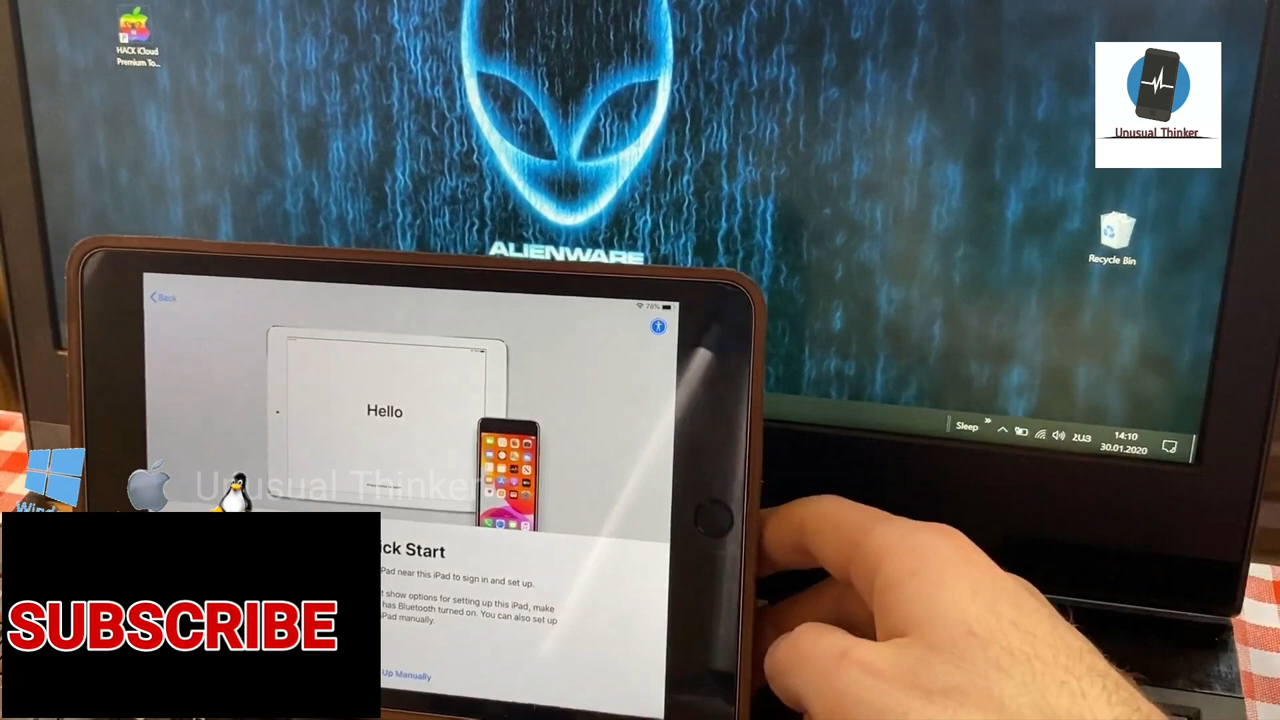 HACK iCloud
Premium To...
Unusual Thinker
Recycle Bin
ALIENWARE
Back
78%
Hello
Sleep
ՀԱՅ
14:10
30.01.2020
Unusual Thinker
ick Start
Pad near this iPad to sign in and set up.
t show options for setting up this iPad, make
has Bluetooth turned on. You can also set up
Pad manually.
Up Manually
SUBSCRIBE